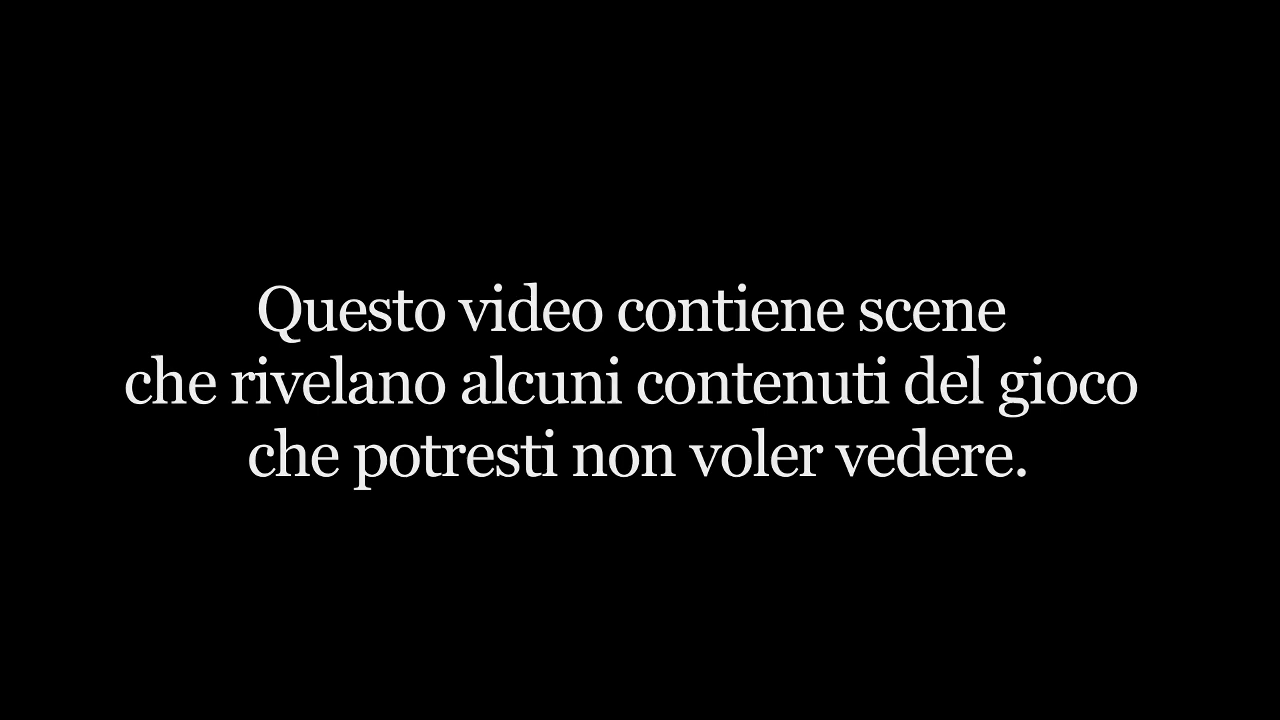 Questo video contiene scene
che rivelano alcuni contenuti del gioco
che potresti non voler vedere.